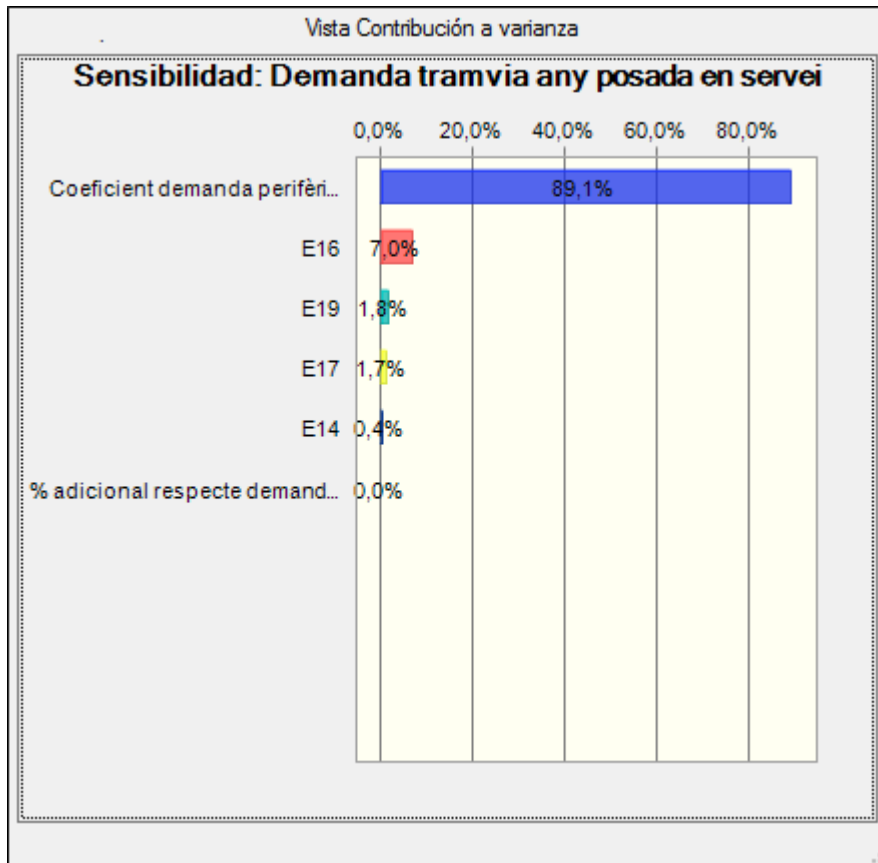 Vista Contribución a varianza
Sensibilidad: Demanda tramvia any posada en servei
0,0% 20,0% 40,0% 60,0% 80,0%
Coeficient demanda perifèri... 89,1%
E16 7,0%
E19 1,8%
E17 1,7%
E14 0,4%
% adicional respecte demand... 0,0%